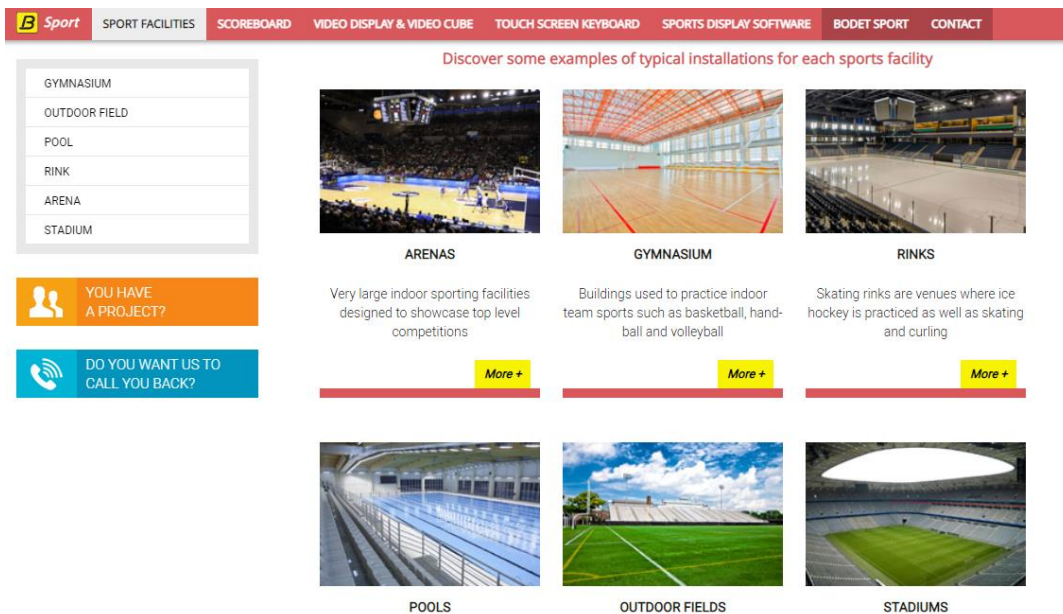 B Sport
SPORT FACILITIES
SCOREBOARD
VIDEO DISPLAY & VIDEO CUBE
TOUCH SCREEN KEYBOARD
SPORTS DISPLAY SOFTWARE
BODET SPORT
CONTACT
GYMNASIUM
OUTDOOR FIELD
POOL
RINK
ARENA
STADIUM
YOU HAVE
A PROJECT?
DO YOU WANT US TO
CALL YOU BACK?
Discover some examples of typical installations for each sports facility
ARENAS
Very large indoor sporting facilities
designed to showcase top level
competitions
More +
GYMNASIUM
Buildings used to practice indoor
team sports such as basketball, hand-
ball and volleyball
More +
RINKS
Skating rinks are venues where ice
hockey is practiced as well as skating
and curling
More +
POOLS
OUTDOOR FIELDS
STADIUMS